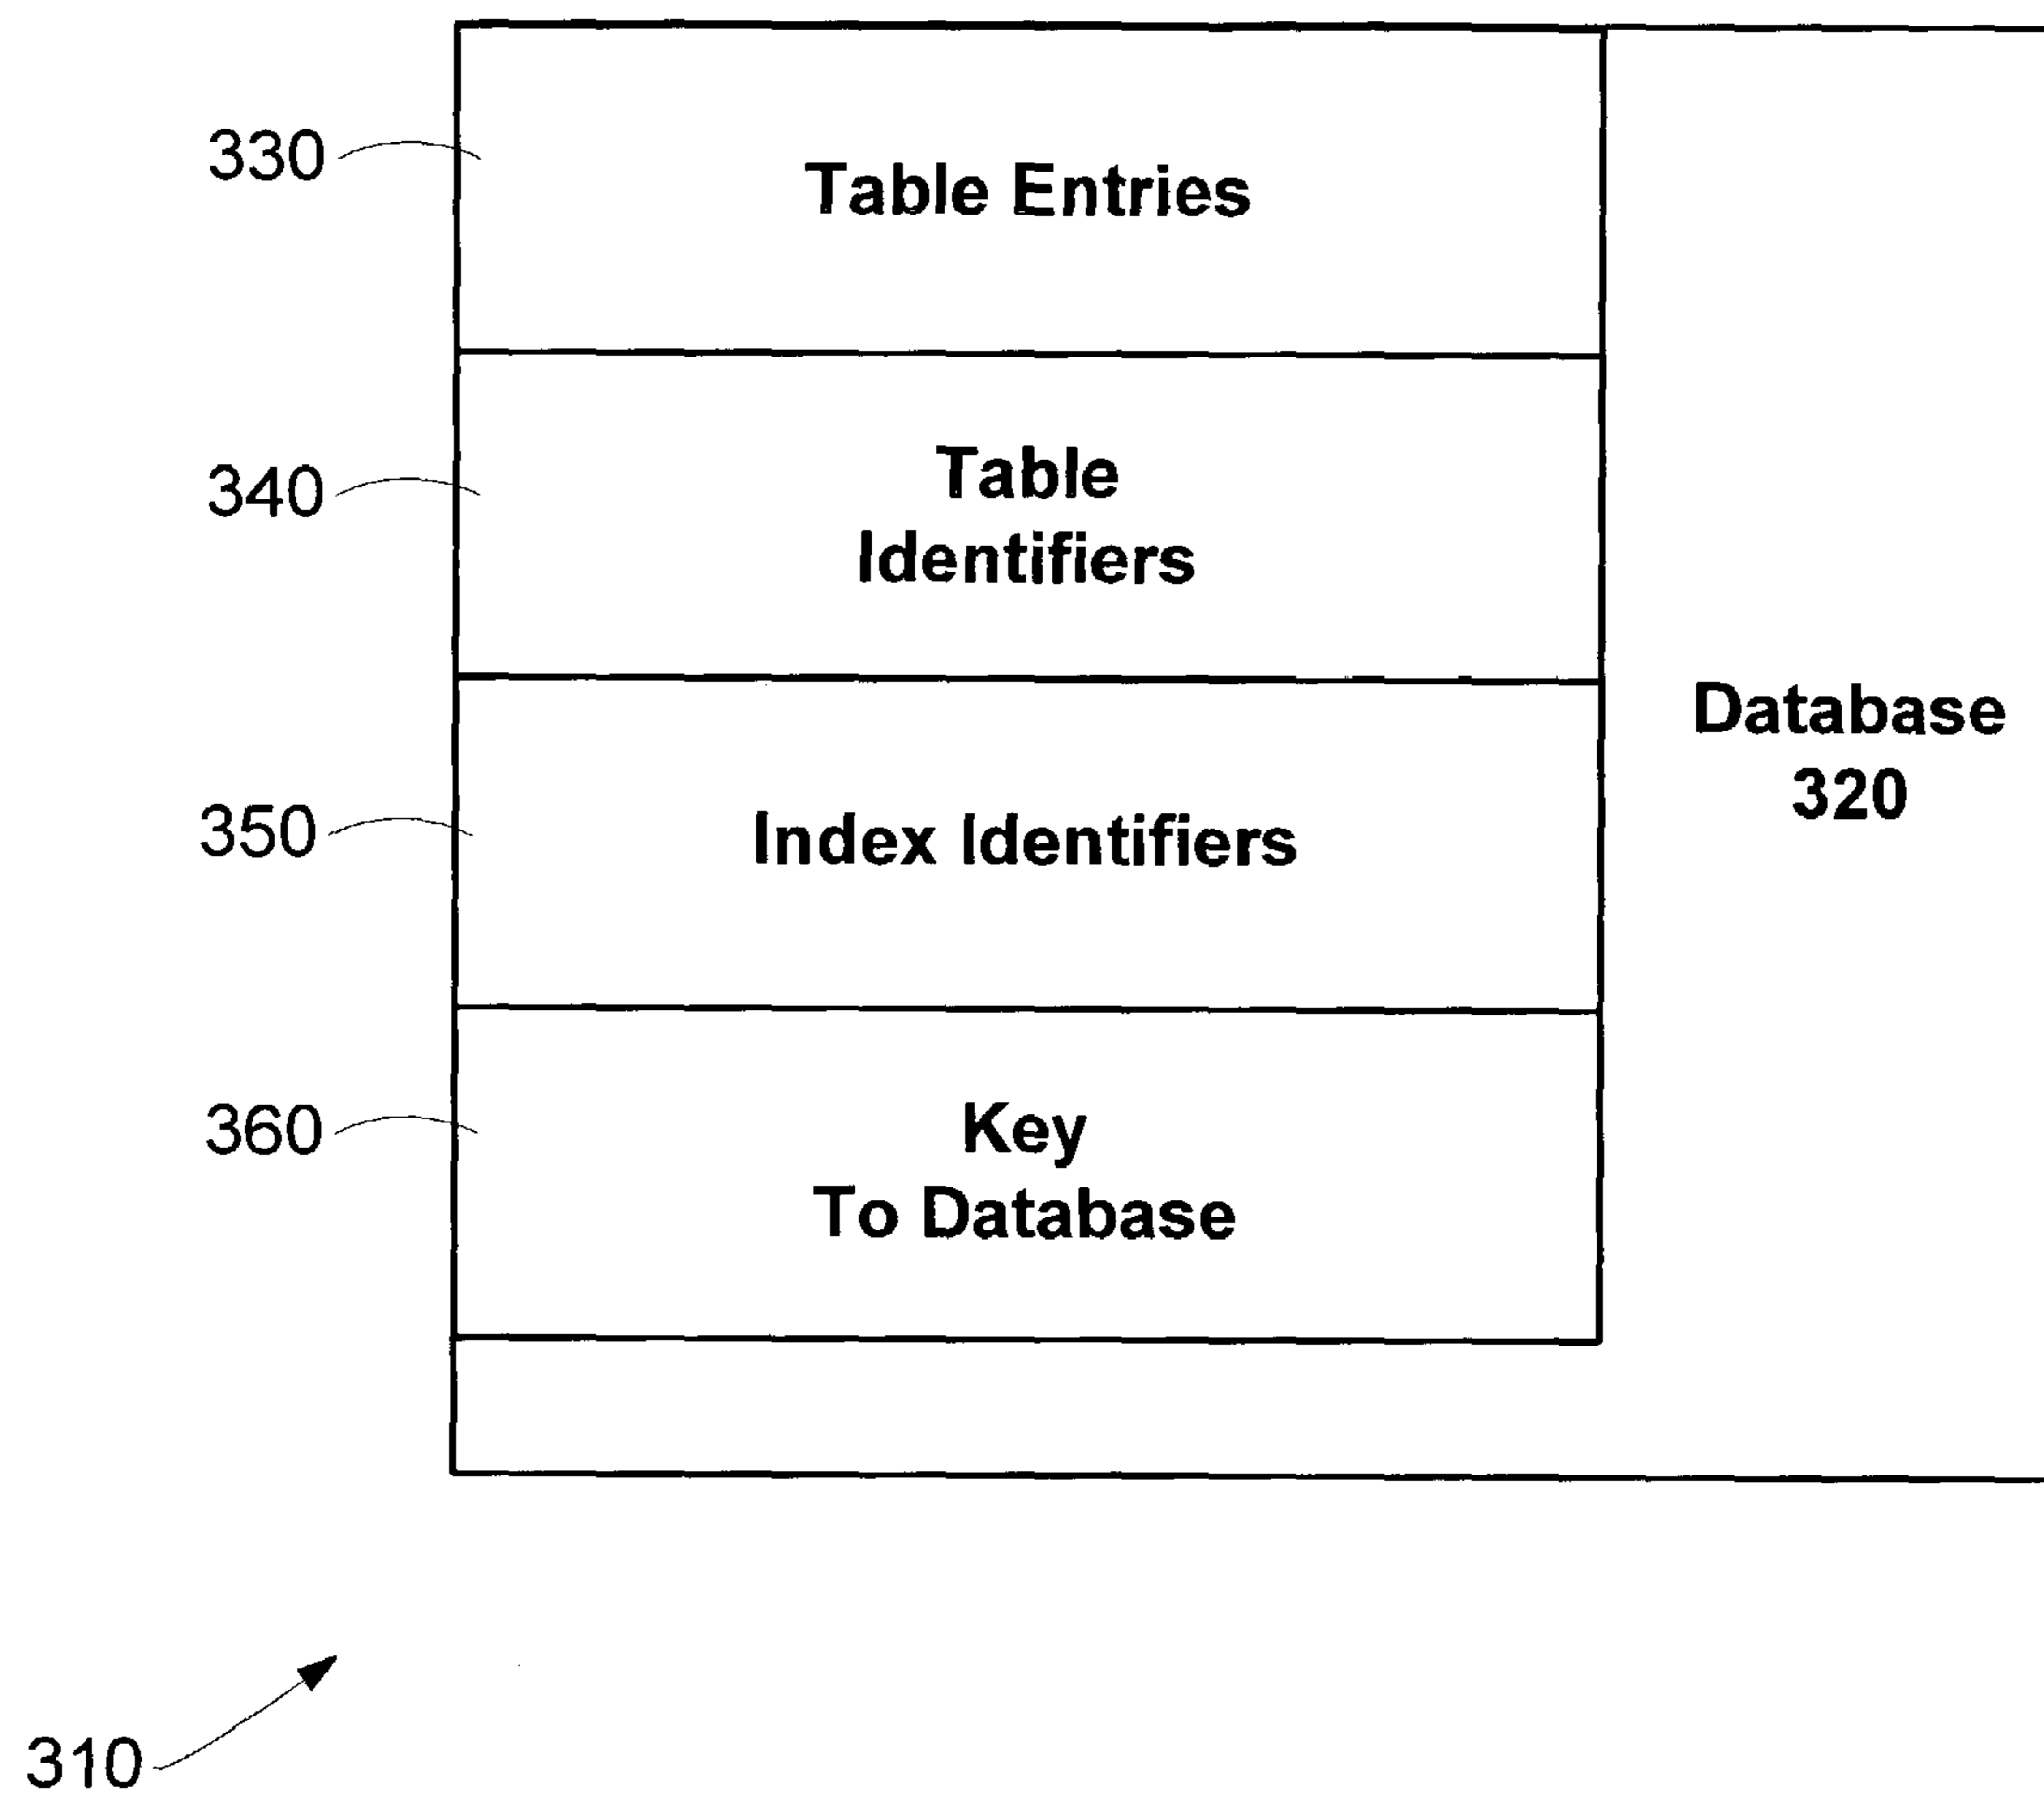 330
Table Entries
340
Table
Identifiers
Database
320
350
Index Identifiers
360
Key
To Database
310